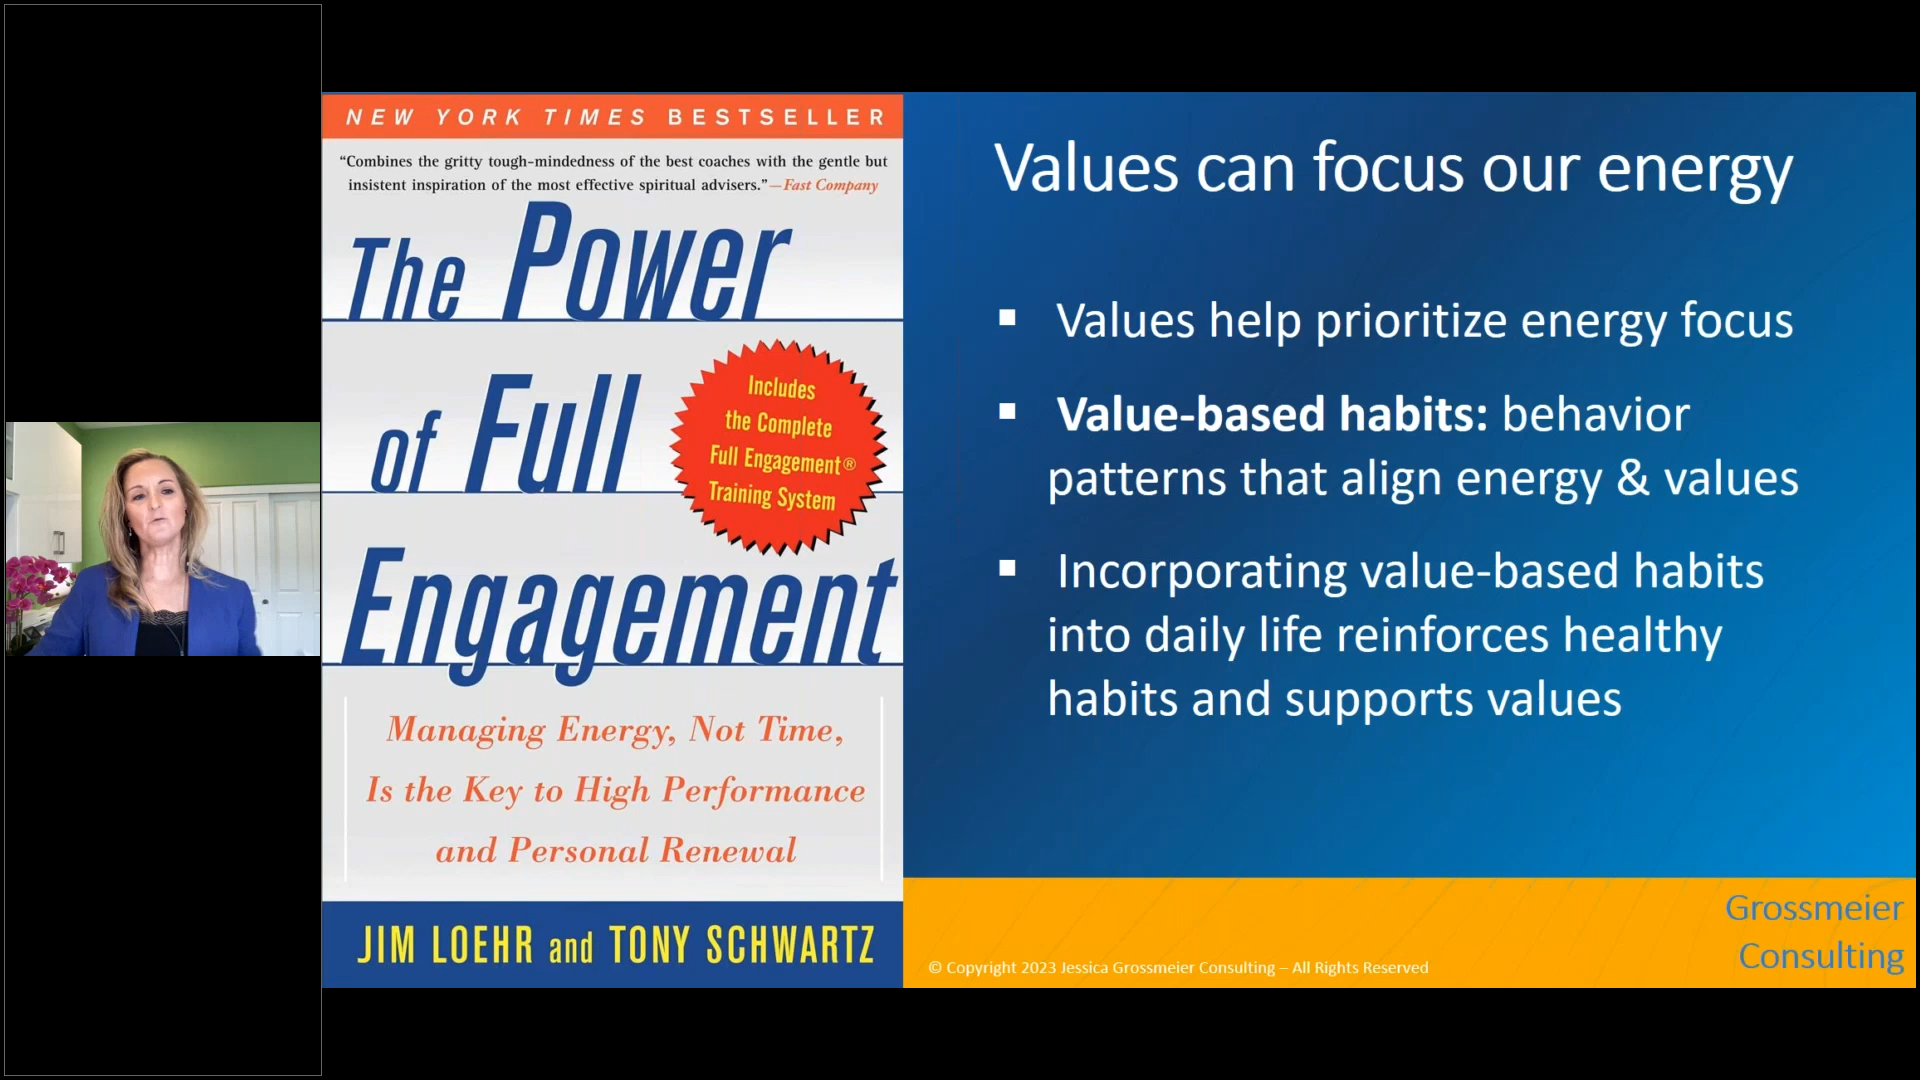 NEW YORK TIMES BESTSELLER
“Combines the gritty tough-mindedness of the best coaches with the gentle but
insistent inspiration of the most effective spiritual advisers.”—Fast Company
The Power
of Full
Engagement
Includes
the Complete
Full Engagement®
Training System
Managing Energy, Not Time,
Is the Key to High Performance
and Personal Renewal
JIM LOEHR and TONY SCHWARTZ
Values can focus our energy
▪ Values help prioritize energy focus
▪ Value-based habits: behavior
patterns that align energy & values
▪ Incorporating value-based habits
into daily life reinforces healthy
habits and supports values
© Copyright 2023 Jessica Grossmeier Consulting – All Rights Reserved
Grossmeier
Consulting